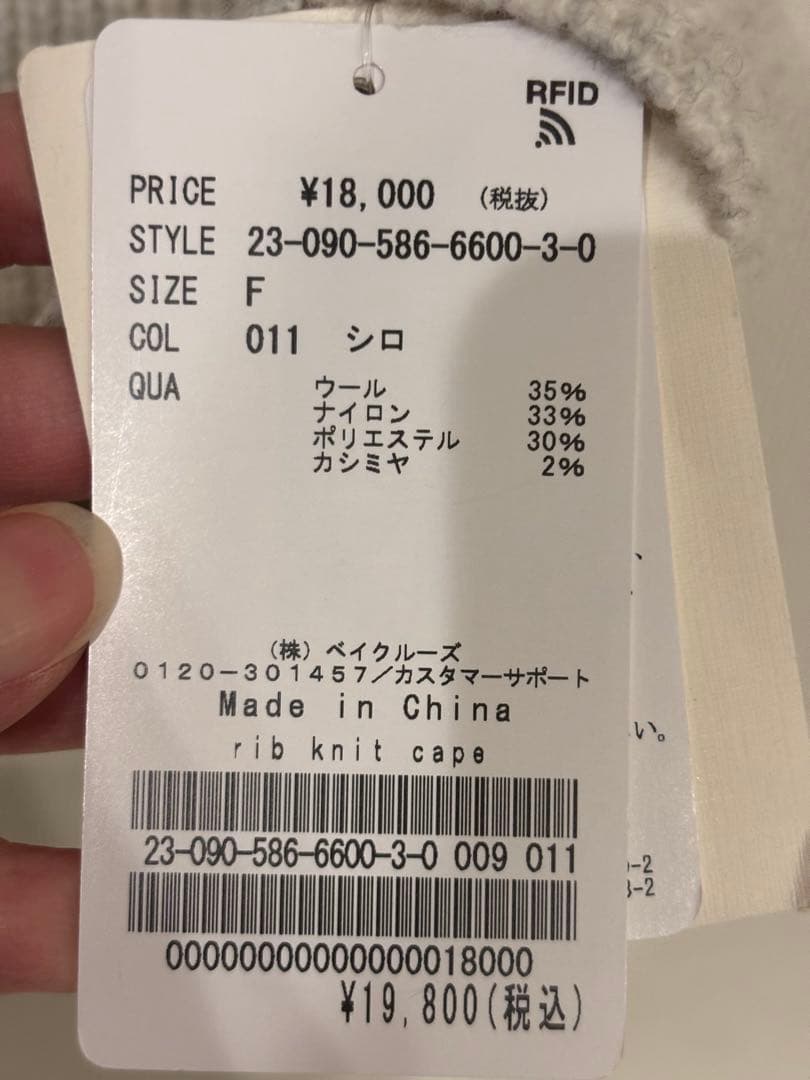 RFID
PRICE ¥18,000 (税抜)
STYLE 23-090-586-6600-3-0
SIZE F
COL 011 シロ
QUA ウール 35%
ナイロン 33%
ポリエステル 30%
カシミヤ 2%
(株) ベイクルーズ
0120-301457/カスタマーサポート
Made in China
rib knit cape
23-090-586-6600-3-0 009 011
00000000000000018000
¥19,800(税込)
い。
-2
-2